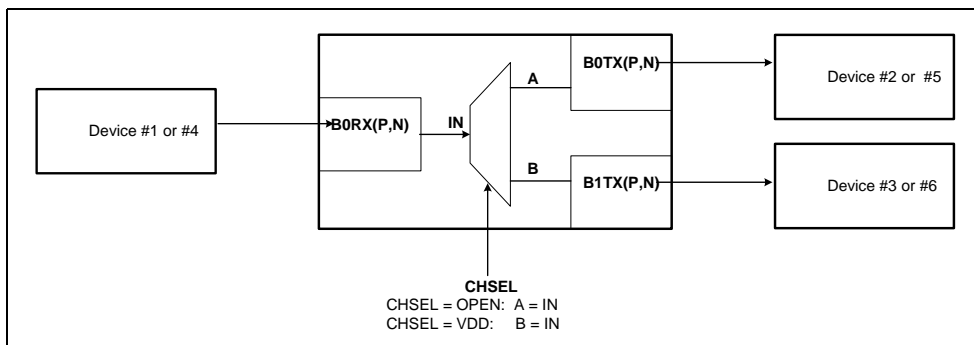 Device #1 or #4
B0RX(P,N)
IN
A
B
B0TX(P,N)
B1TX(P,N)
Device #2 or #5
Device #3 or #6
CHSEL
CHSEL = OPEN: A = IN
CHSEL = VDD: B = IN